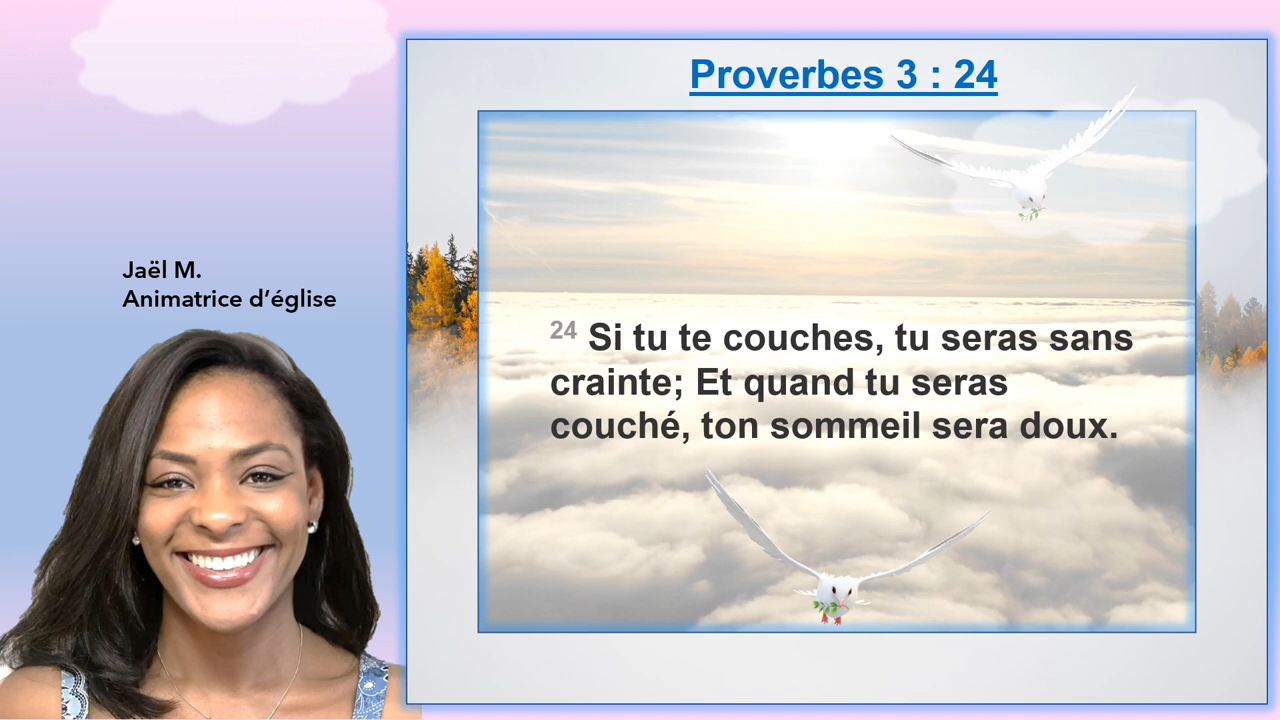 Proverbes 3 : 24
Jaël M.
Animatrice d’église
24 Si tu te couches, tu seras sans
crainte; Et quand tu seras
couché, ton sommeil sera doux.